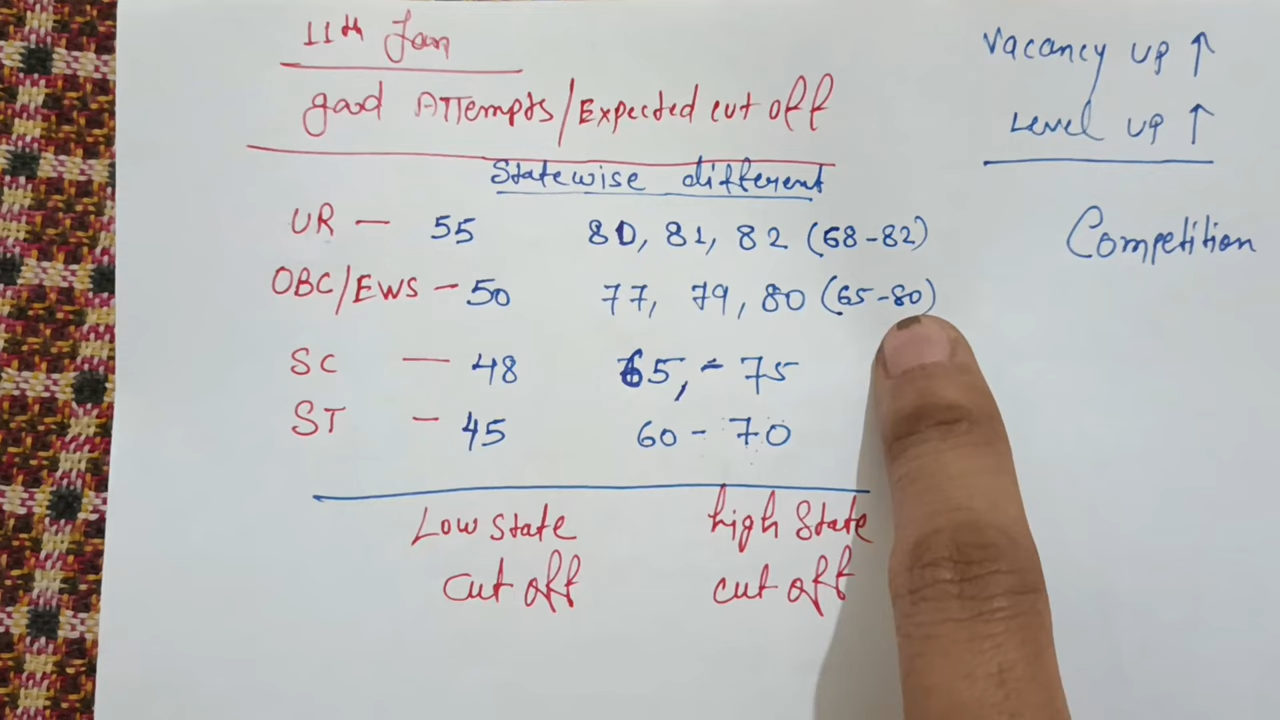 11th Jan
good Attempts/Expected cut off
Statewise different
UR — 55 80, 81, 82 (68-82)
OBC/EWS - 50 77, 79, 80 (65-80)
SC — 48 65, - 75
ST - 45 60 - 70
Low state cut off
high state cut off
Vacancy up ↑
Level up ↑
Competition